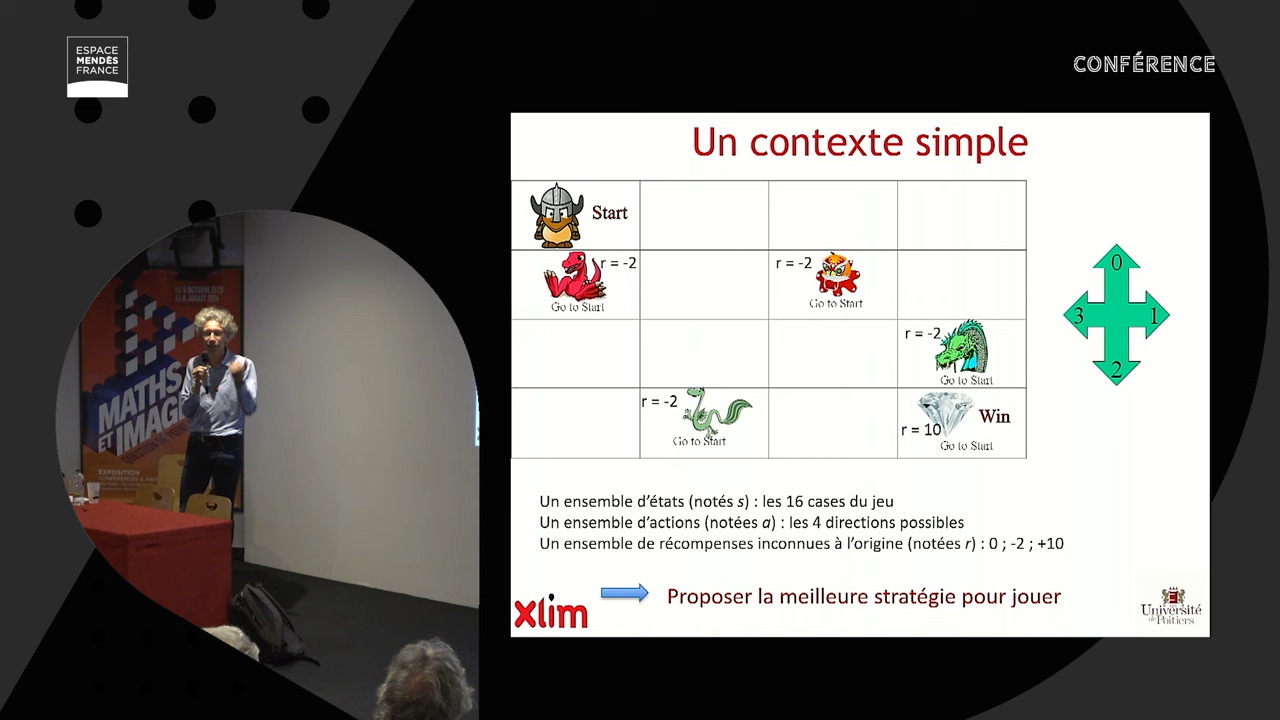 ESPACE
MENDÈS
FRANCE
CONFÉRENCE
Un contexte simple
Start
r = -2
Go to Start
r = -2
Go to Start
r = -2
Go to Start
r = -2
Go to Start
r = 10
Win
Go to Start
0
3
1
2
Un ensemble d'états (notés s) : les 16 cases du jeu
Un ensemble d'actions (notées a) : les 4 directions possibles
Un ensemble de récompenses inconnues à l'origine (notées r) : 0 ; -2 ; +10
Proposer la meilleure stratégie pour jouer
Xlim
Université
de Poitiers
MATHS
ET IMAGE
EXPOSITION